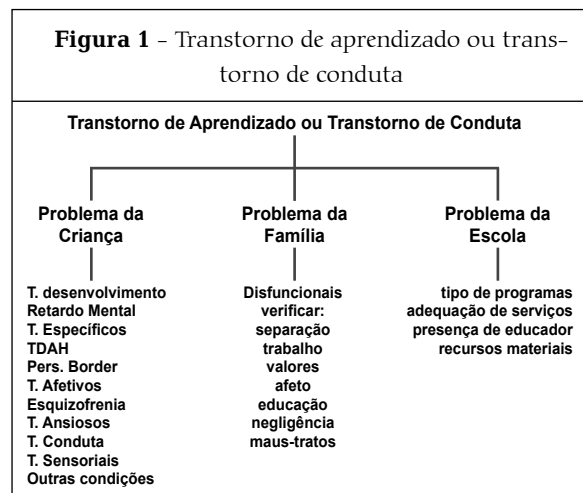 Figura 1 – Transtorno de aprendizado ou trans-
torno de conduta
Transtorno de Aprendizado ou Transtorno de Conduta
Problema da
Criança
T. desenvolvimento
Retardo Mental
T. Específicos
TDAH
Pers. Border
T. Afetivos
Esquizofrenia
T. Ansiosos
T. Conduta
T. Sensoriais
Outras condições
Problema da
Família
Disfuncionais
verificar:
separação
trabalho
valores
afeto
educação
negligência
maus-tratos
Problema da
Escola
tipo de programas
adequação de serviços
presença de educador
recursos materiais